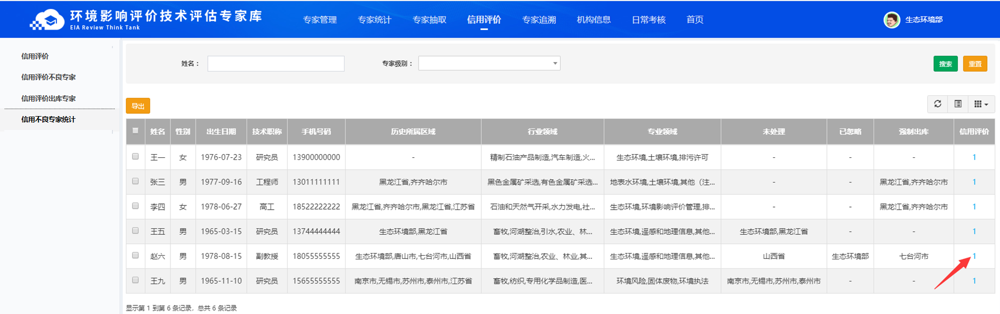 环境影响评价技术评估专家库
EIA Review Think Tank
专家管理 专家统计 专家抽取 信用评价 专家追溯 机构信息 日常考核 首页
生态环境部
信用评价
信用评价不良专家
信用评价出库专家
信用不良专家统计
姓名： 专家级别： 搜索 重置
导出
姓名 性别 出生日期 技术职称 手机号码 历史所属区域 行业领域 专业领域 未处理 已忽略 强制出库 信用评价
王一 女 1976-07-23 研究员 13900000000 - 精制石油产品制造,汽车制造,火... 生态环境,土壤环境,排污许可 - - - 1
张三 男 1977-09-16 工程师 13011111111 黑龙江省,齐齐哈尔市 黑色金属矿采选,有色金属矿采选... 地表水环境,土壤环境,其他（注... - - 黑龙江省,齐齐哈尔市 1
李四 女 1978-06-27 高工 18522222222 黑龙江省,齐齐哈尔市,黑龙江省,江苏省 石油和天然气开采,水力发电,社... 生态环境,环境影响评价管理,排... - - 黑龙江省,齐齐哈尔市 1
王五 男 1965-03-15 研究员 13744444444 生态环境部,黑龙江省 畜牧,河湖整治,引水,农业、林... 生态环境,遥感和地理信息,其他... 生态环境部,黑龙江省 - - 1
赵六 男 1978-08-15 副教授 18055555555 生态环境部,唐山市,七台河市,山西省 畜牧,河湖整治,农业、林业,其... 生态环境,遥感和地理信息,其他... 山西省 生态环境部 七台河市 1
王九 男 1965-11-10 研究员 15655555555 南京市,无锡市,苏州市,泰州市,江苏省 畜牧,纺织,专用化学品制造,医... 环境风险,固体废物,环境执法 南京市,无锡市,苏州市,泰州市 - - 1
显示第 1 到第 6 条记录，总共 6 条记录